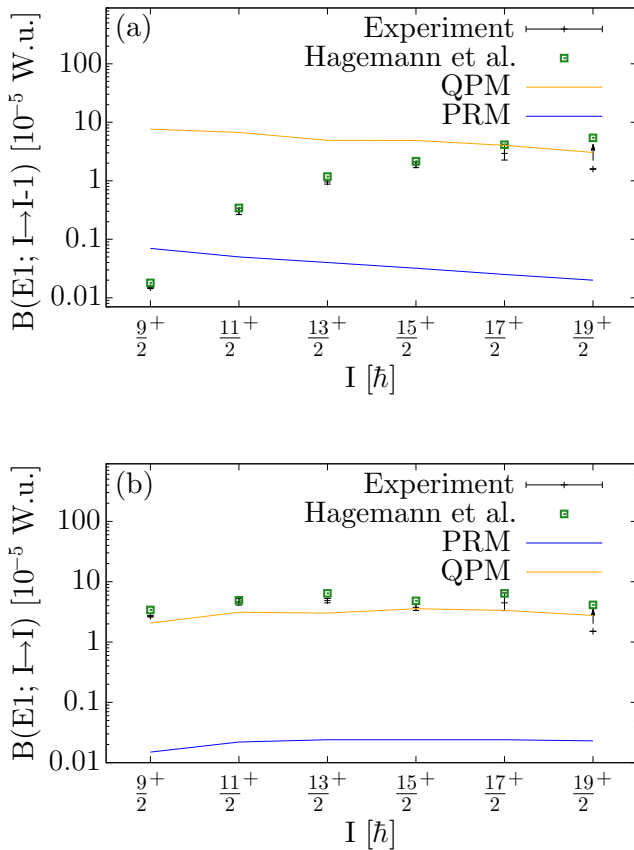 (a)
Experiment
Hagemann et al.
QPM
PRM
B(E1; I→I-1) [10⁻⁵ W.u.]
100
10
1
0.1
0.01
9/2⁺ 11/2⁺ 13/2⁺ 15/2⁺ 17/2⁺ 19/2⁺
I [ħ]
(b)
Experiment
Hagemann et al.
PRM
QPM
B(E1; I→I) [10⁻⁵ W.u.]
100
10
1
0.1
0.01
9/2⁺ 11/2⁺ 13/2⁺ 15/2⁺ 17/2⁺ 19/2⁺
I [ħ]